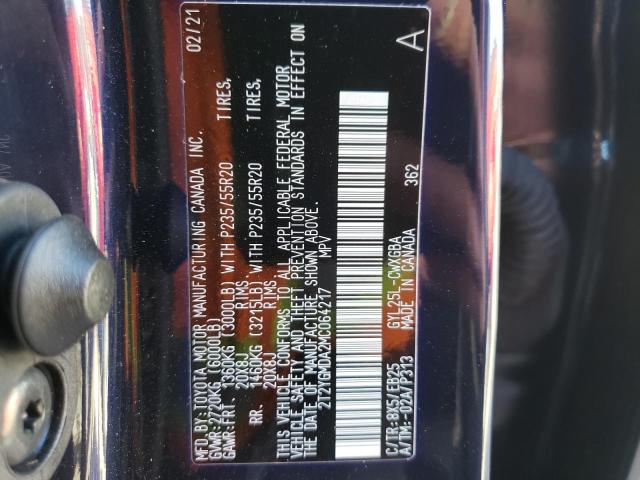 MFD.BY:TOYOTA MOTOR MANUFACTURING CANADA INC. 02/21
GVWR:2720KG (6000LB)
GAWR:FRT. 1360KG (3000LB) WITH P235/55R20 TIRES,
20X8J RIMS
RR. 1460KG (3215LB) WITH P235/55R20 TIRES,
20X8J RIMS
THIS VEHICLE CONFORMS TO ALL APPLICABLE FEDERAL MOTOR
VEHICLE SAFETY AND THEFT PREVENTION STANDARDS IN EFFECT ON
THE DATE OF MANUFACTURE SHOWN ABOVE.
2T2YGMDA2MC064217 MPV
A
C/TR:8X5/EB25 GYL25L-CWXGBA 362
A/TM:-02A/FP313 MADE IN CANADA